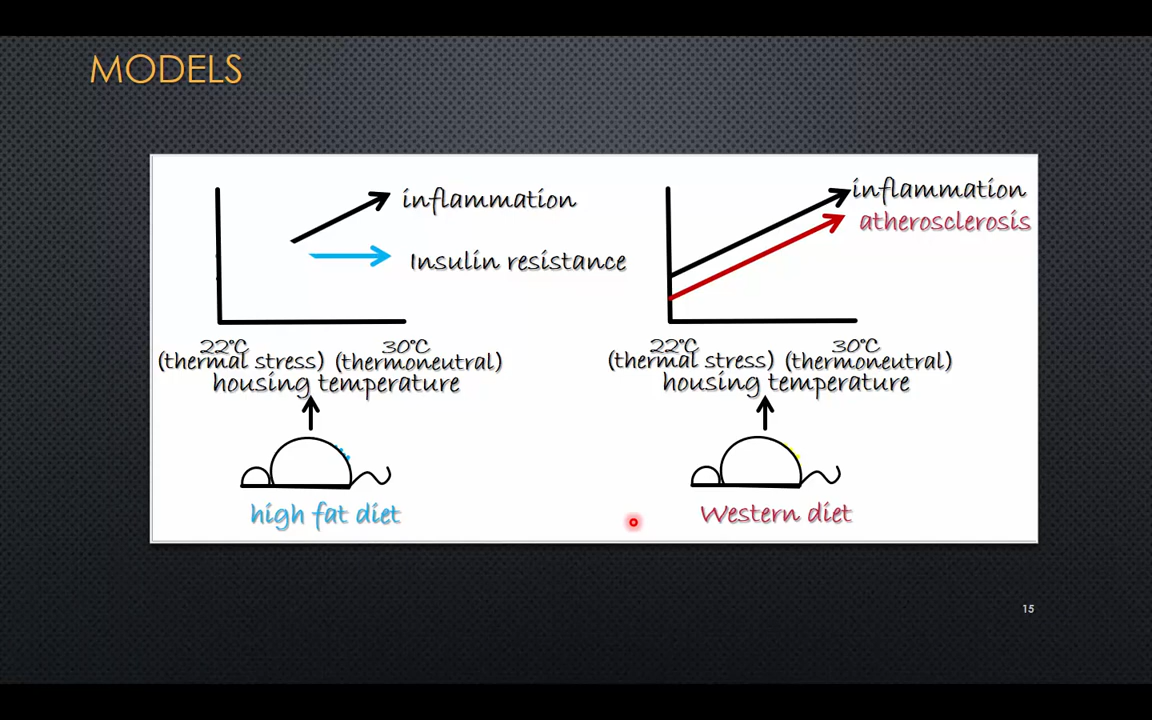 MODELS
inflammation
Insulin resistance
22°C 30°C
(thermal stress) (thermoneutral)
housing temperature
high fat diet
inflammation
atherosclerosis
22°C 30°C
(thermal stress) (thermoneutral)
housing temperature
Western diet
15